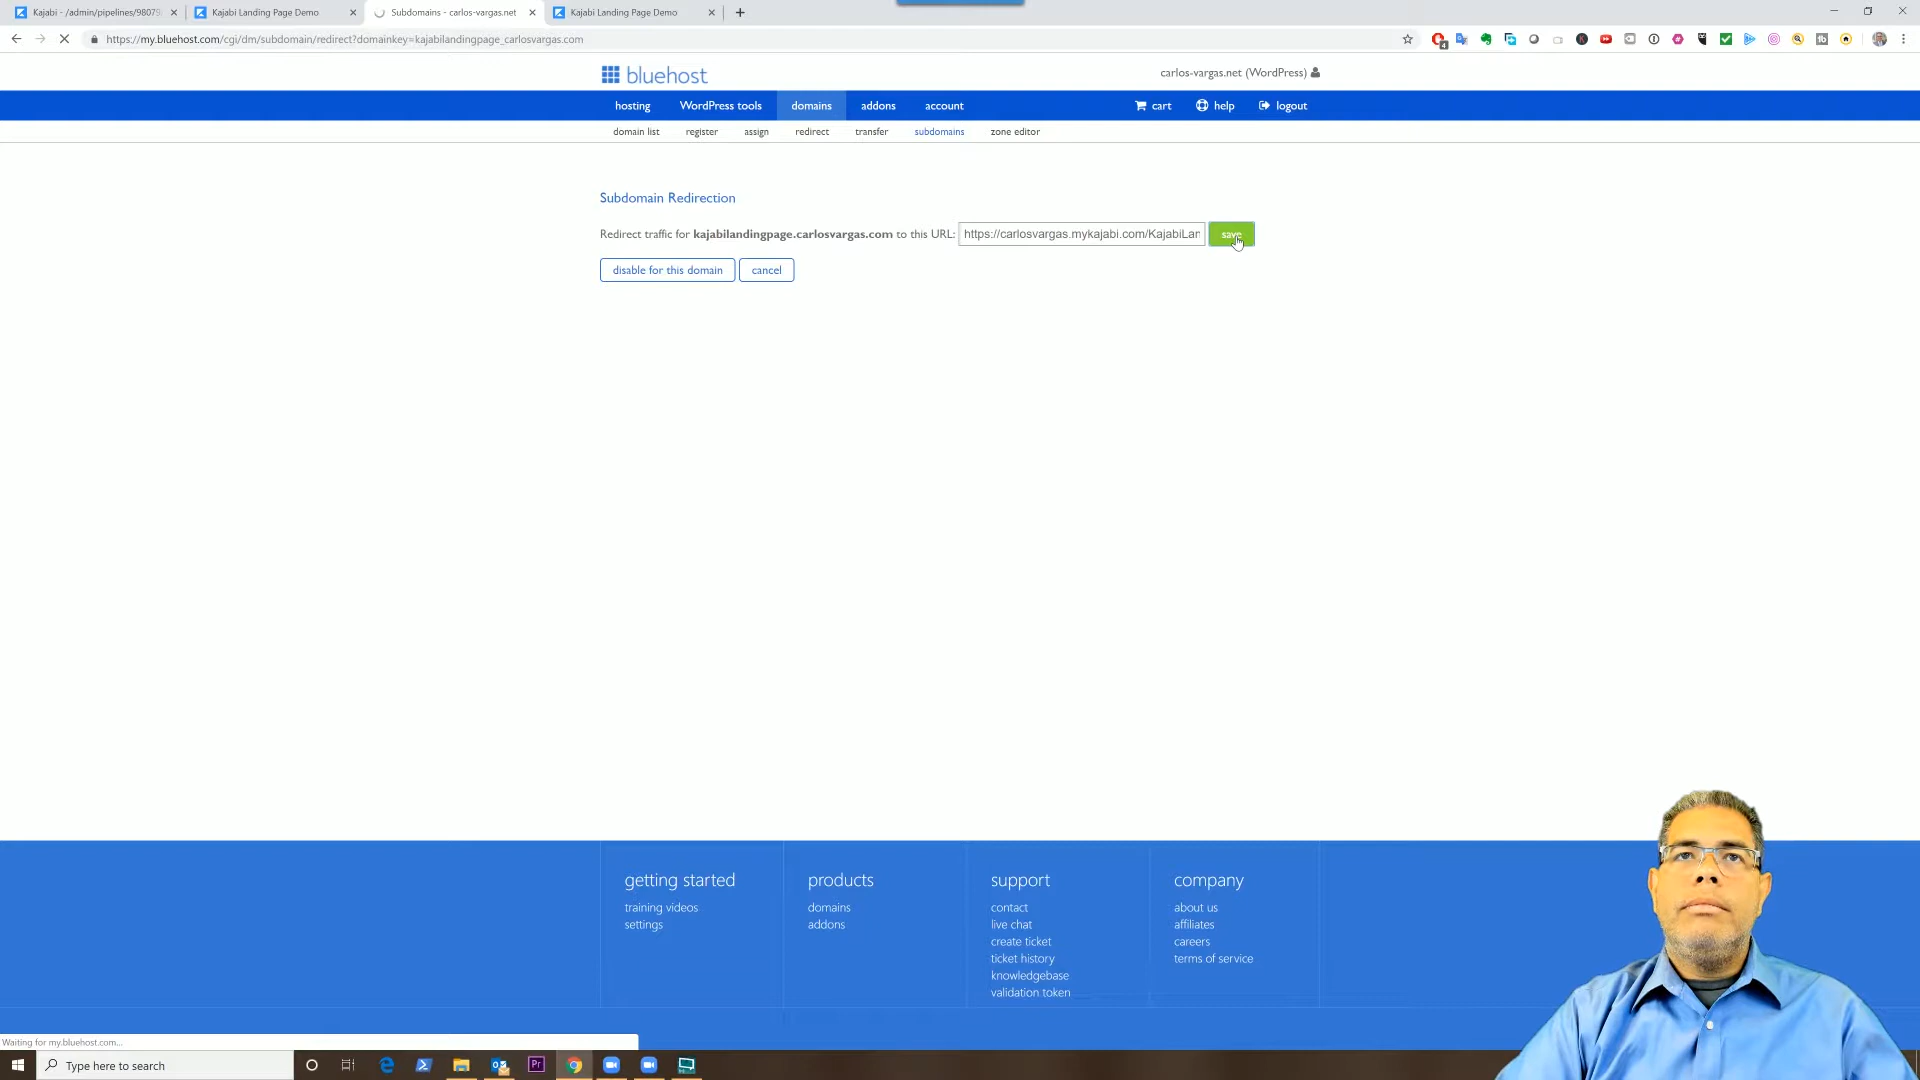 Kajabi - /admin/pipelines/98079
Kajabi Landing Page Demo
Subdomains - carlos-vargas.net
Kajabi Landing Page Demo
https://my.bluehost.com/cgi/dm/subdomain/redirect?domainkey=kajabilandingpage_carlosvargas.com
bluehost
carlos-vargas.net (WordPress)
hosting
WordPress tools
domains
addons
account
cart
help
logout
domain list
register
assign
redirect
transfer
subdomains
zone editor
Subdomain Redirection
Redirect traffic for kajabilandingpage.carlosvargas.com to this URL: https://carlosvargas.mykajabi.com/KajabiLan
save
disable for this domain
cancel
getting started
training videos
settings
products
domains
addons
support
contact
live chat
create ticket
ticket history
knowledgebase
validation token
company
about us
affiliates
careers
terms of service
Waiting for my.bluehost.com...
Type here to search
Pr